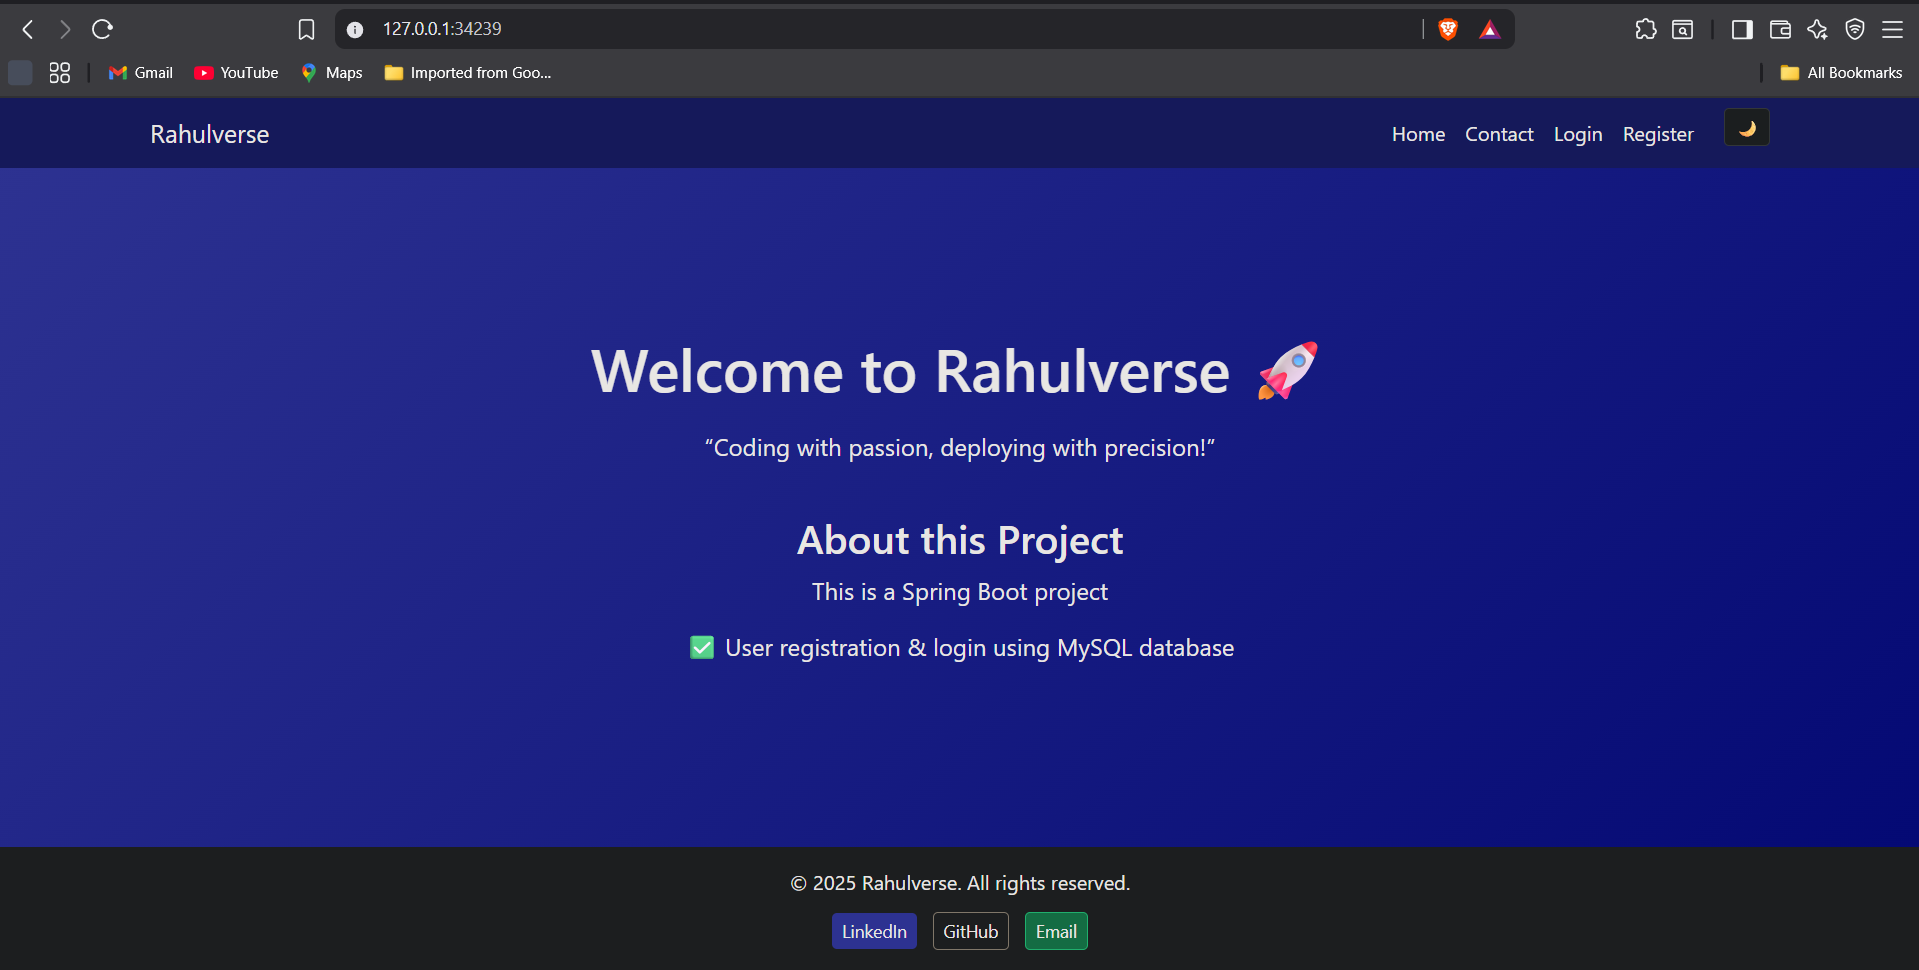 127.0.0.1:34239
Gmail YouTube Maps Imported from Goo... All Bookmarks
Rahulverse Home Contact Login Register
Welcome to Rahulverse 🚀
“Coding with passion, deploying with precision!”
About this Project
This is a Spring Boot project
✅ User registration & login using MySQL database
© 2025 Rahulverse. All rights reserved.
LinkedIn GitHub Email